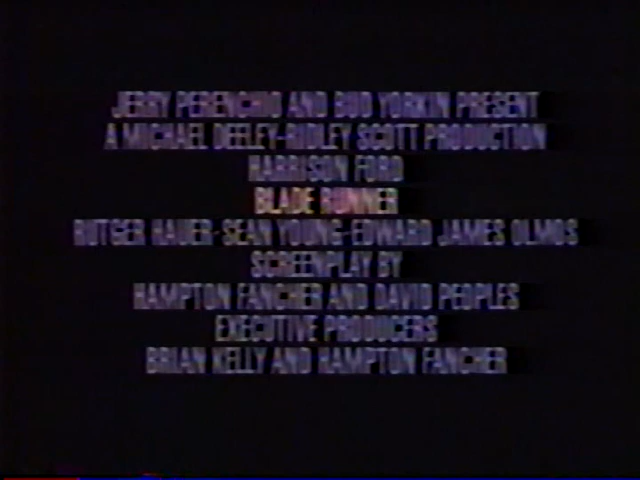 JERRY PERENCHIO AND BUD YORKIN PRESENT
A MICHAEL DEELEY-RIDLEY SCOTT PRODUCTION
HARRISON FORD
BLADE RUNNER
RUTGER HAUER-SEAN YOUNG-EDWARD JAMES OLMOS
SCREENPLAY BY
HAMPTON FANCHER AND DAVID PEOPLES
EXECUTIVE PRODUCERS
BRIAN KELLY AND HAMPTON FANCHER